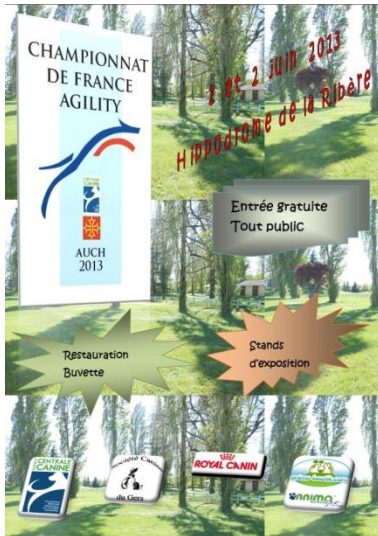 CHAMPIONNAT
DE FRANCE
AGILITY
AUCH
2013
1 et 2 juin 2013
Hippodrome de la Ribère
Entrée gratuite
Tout public
Restauration
Buvette
Stands
d'exposition
CENTRALE
CANINE
Société Canine
du Gers
ROYAL CANIN
ANIMO